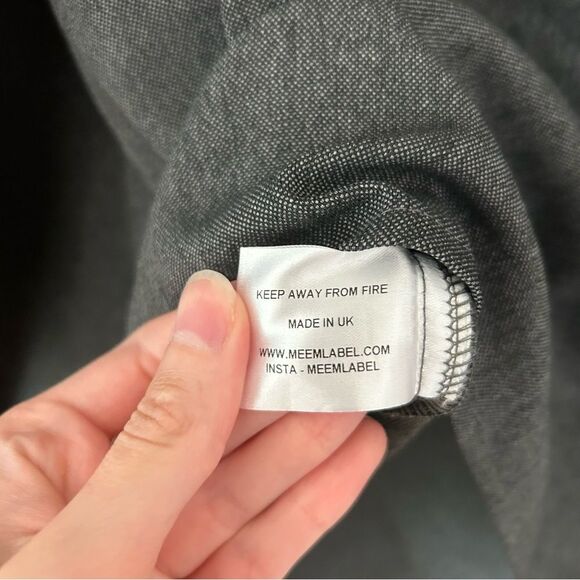 KEEP AWAY FROM FIRE
MADE IN UK
WWW.MEEMLABEL.COM
INSTA - MEEMLABEL